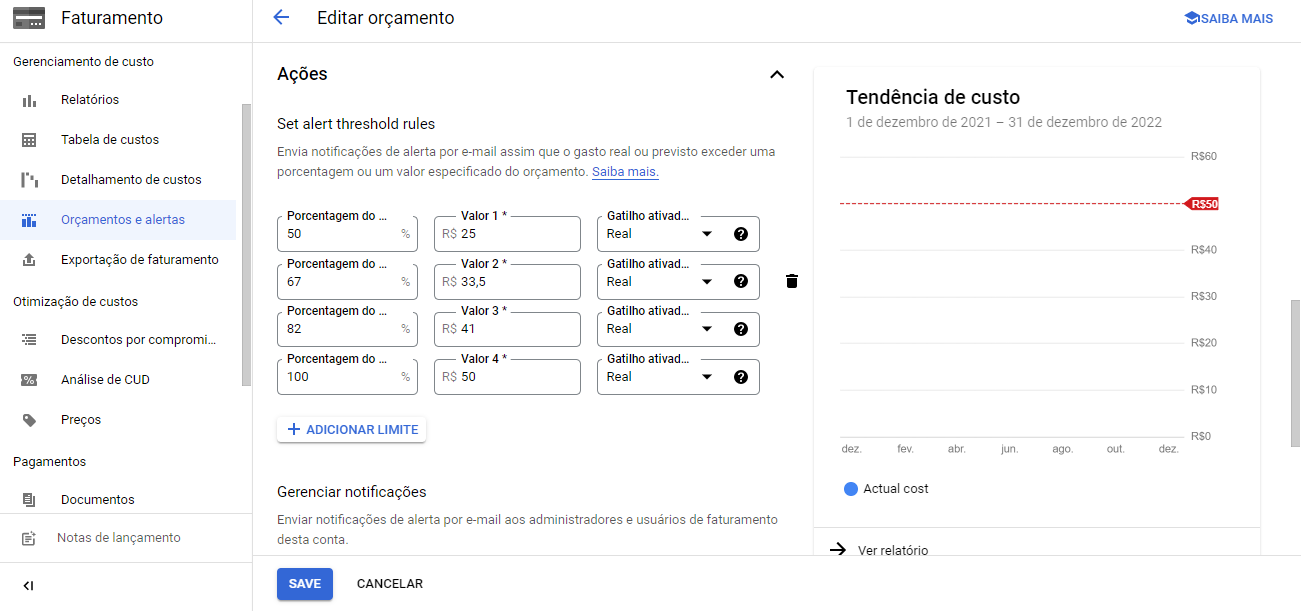 Faturamento
Editar orçamento
SAIBA MAIS
Gerenciamento de custo
Relatórios
Tabela de custos
Detalhamento de custos
Orçamentos e alertas
Exportação de faturamento
Otimização de custos
Descontos por compromi...
Análise de CUD
Preços
Pagamentos
Documentos
Notas de lançamento
Ações
Set alert threshold rules
Envia notificações de alerta por e-mail assim que o gasto real ou previsto exceder uma
porcentagem ou um valor especificado do orçamento. Saiba mais.
Porcentagem do ... Valor 1 * Gatilho ativad...
50 % R$ 25 Real
Porcentagem do ... Valor 2 * Gatilho ativad...
67 % R$ 33,5 Real
Porcentagem do ... Valor 3 * Gatilho ativad...
82 % R$ 41 Real
Porcentagem do ... Valor 4 * Gatilho ativad...
100 % R$ 50 Real
ADICIONAR LIMITE
Gerenciar notificações
Enviar notificações de alerta por e-mail aos administradores e usuários de faturamento
desta conta.
SAVE CANCELAR
Tendência de custo
1 de dezembro de 2021 – 31 de dezembro de 2022
R$60
R$50
R$40
R$30
R$20
R$10
R$0
dez. fev. abr. jun. ago. out. dez.
Actual cost
Ver relatório